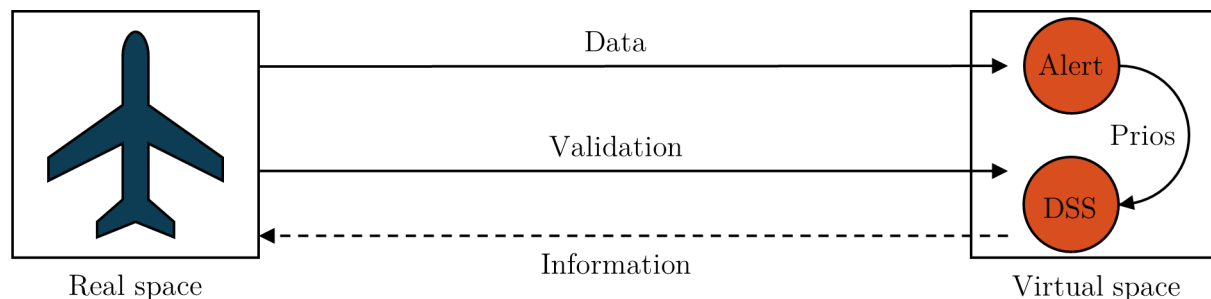 Data
Alert
Prios
Validation
DSS
Information
Real space
Virtual space